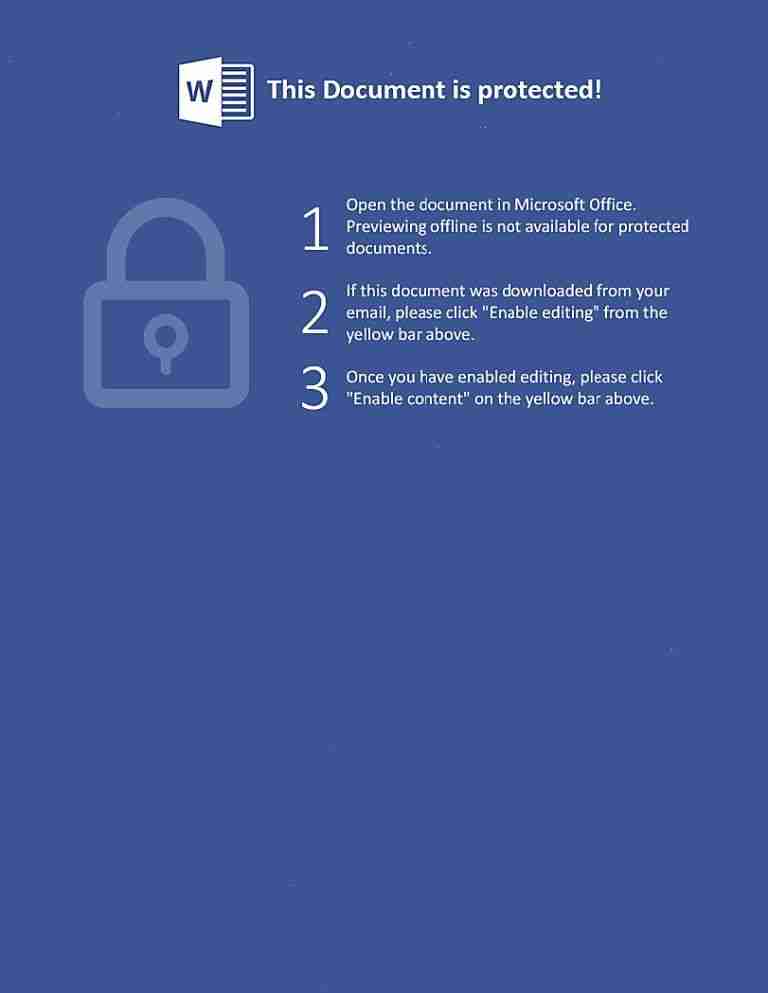 W
This Document is protected!
1
Open the document in Microsoft Office.
Previewing offline is not available for protected
documents.
2
If this document was downloaded from your
email, please click "Enable editing" from the
yellow bar above.
3
Once you have enabled editing, please click
"Enable content" on the yellow bar above.